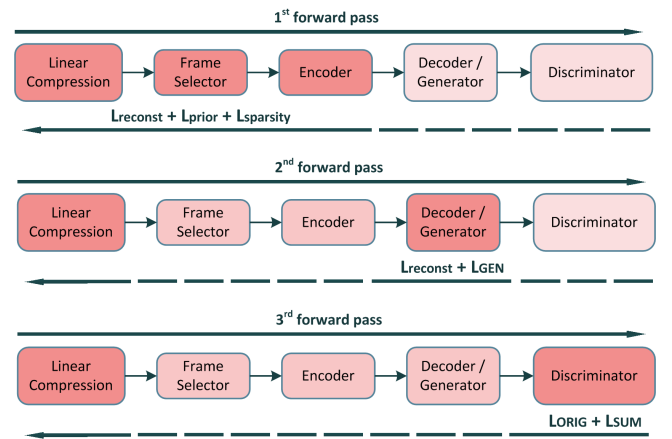 1st forward pass
Linear Compression
Frame Selector
Encoder
Decoder / Generator
Discriminator
Lreconst + Lprior + Lsparsity
2nd forward pass
Linear Compression
Frame Selector
Encoder
Decoder / Generator
Discriminator
Lreconst + LGEN
3rd forward pass
Linear Compression
Frame Selector
Encoder
Decoder / Generator
Discriminator
LORIG + LSUM